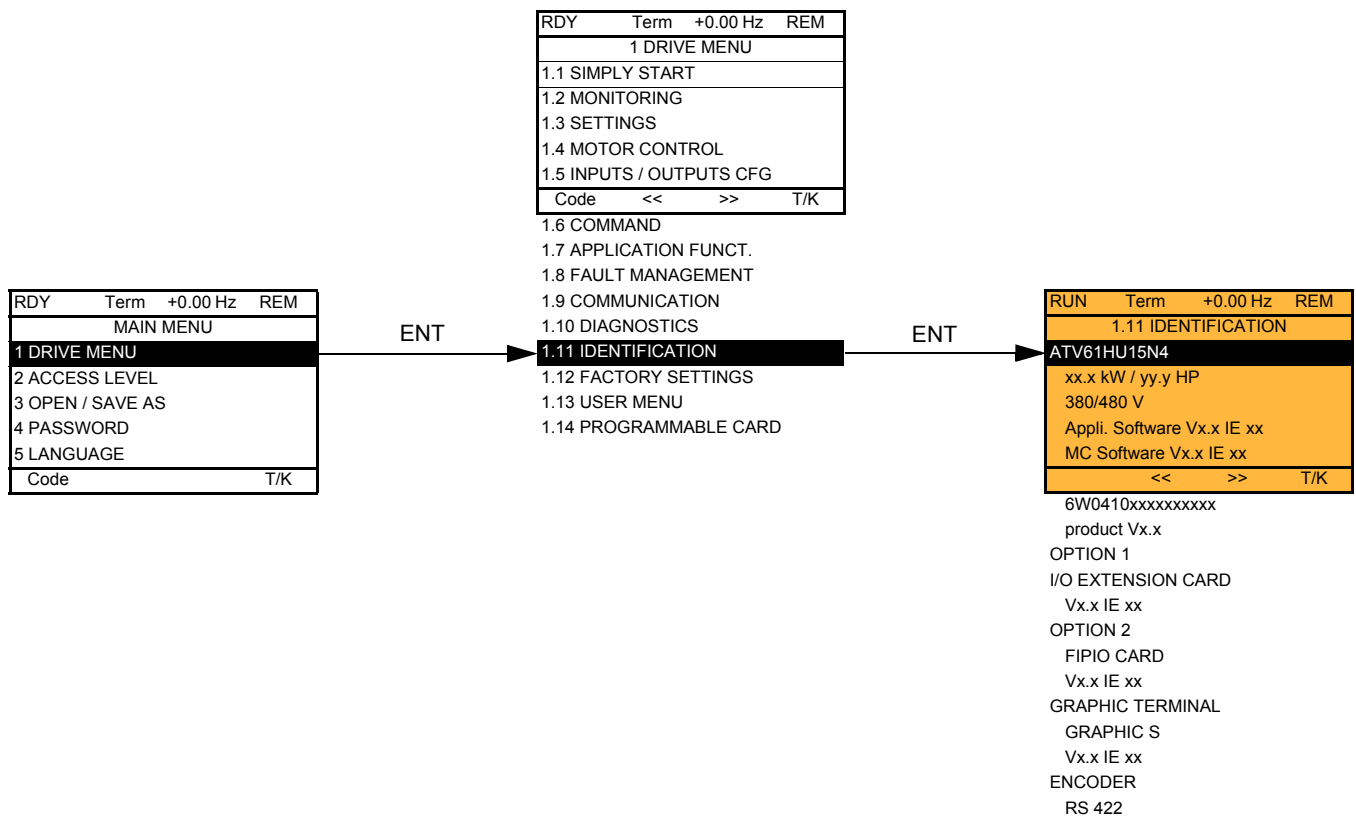 RDY Term +0.00 Hz REM
MAIN MENU
1 DRIVE MENU
2 ACCESS LEVEL
3 OPEN / SAVE AS
4 PASSWORD
5 LANGUAGE
Code T/K
ENT
RDY Term +0.00 Hz REM
1 DRIVE MENU
1.1 SIMPLY START
1.2 MONITORING
1.3 SETTINGS
1.4 MOTOR CONTROL
1.5 INPUTS / OUTPUTS CFG
Code << >> T/K
1.6 COMMAND
1.7 APPLICATION FUNCT.
1.8 FAULT MANAGEMENT
1.9 COMMUNICATION
1.10 DIAGNOSTICS
1.11 IDENTIFICATION
1.12 FACTORY SETTINGS
1.13 USER MENU
1.14 PROGRAMMABLE CARD
ENT
RUN Term +0.00 Hz REM
1.11 IDENTIFICATION
ATV61HU15N4
xx.x kW / yy.y HP
380/480 V
Appli. Software Vx.x IE xx
MC Software Vx.x IE xx
<< >> T/K
6W0410xxxxxxxxxx
product Vx.x
OPTION 1
I/O EXTENSION CARD
Vx.x IE xx
OPTION 2
FIPIO CARD
Vx.x IE xx
GRAPHIC TERMINAL
GRAPHIC S
Vx.x IE xx
ENCODER
RS 422